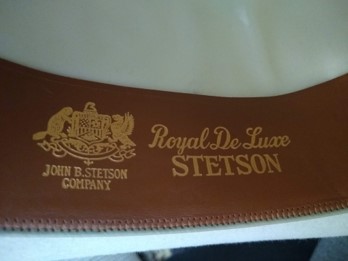 JOHN B. STETSON
COMPANY
Royal De Luxe
STETSON